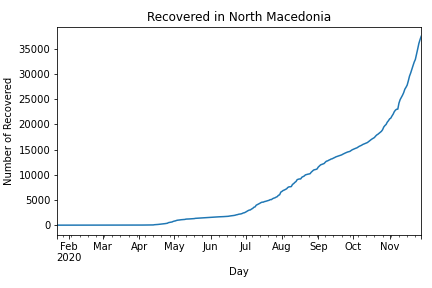 Recovered in North Macedonia
Number of Recovered
35000
30000
25000
20000
15000
10000
5000
0
Feb Mar Apr May Jun Jul Aug Sep Oct Nov
2020
Day